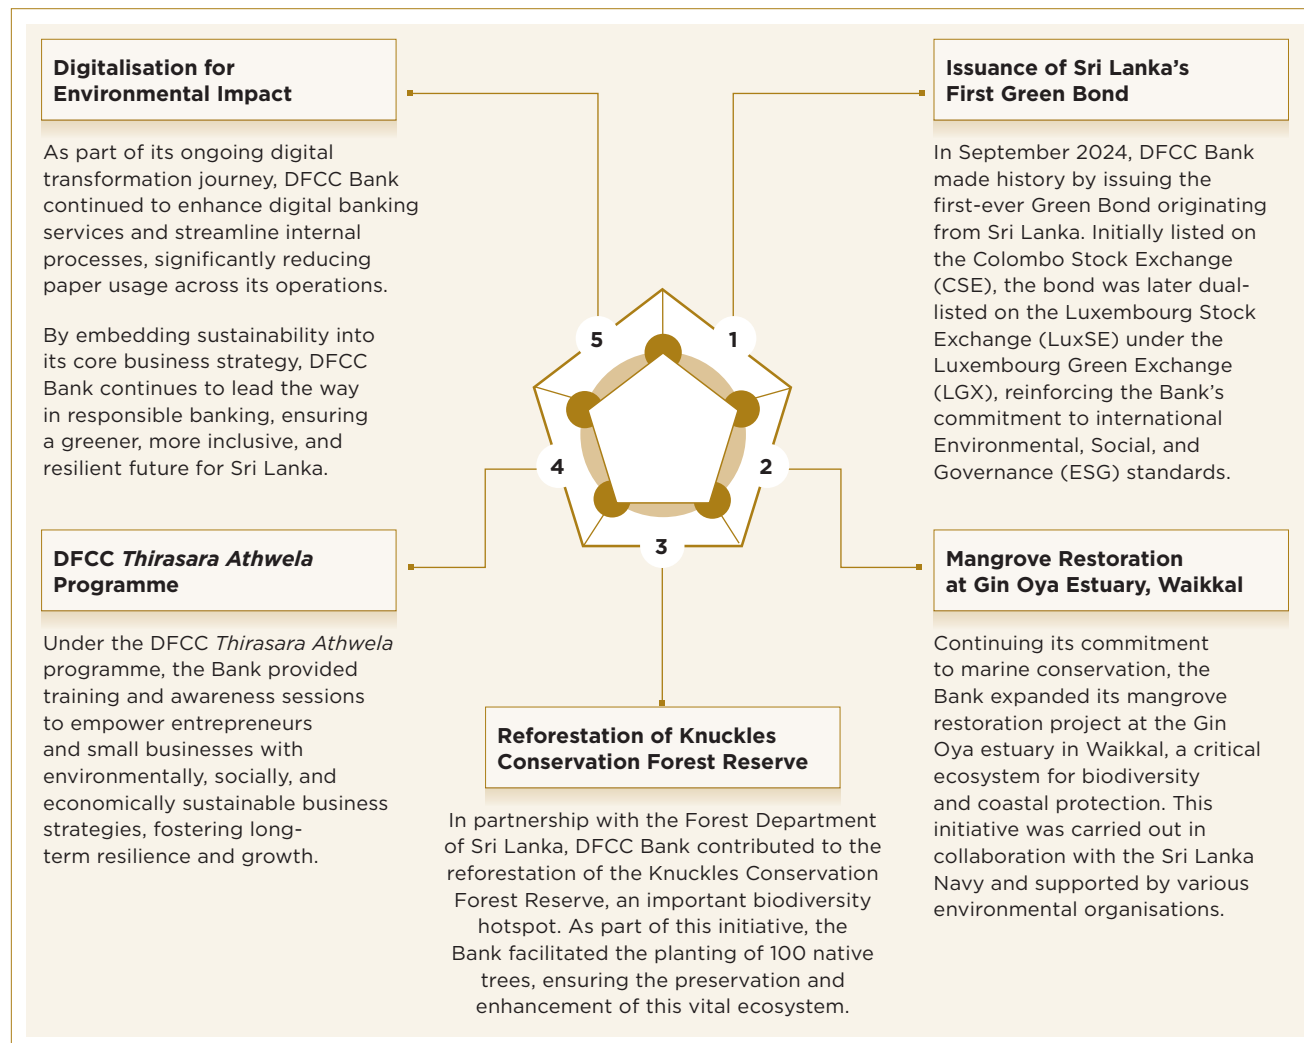 Issuance of Sri Lanka's
First Green Bond
In September 2024, DFCC Bank
made history by issuing the
first-ever Green Bond originating
from Sri Lanka. Initially listed on
the Colombo Stock Exchange
(CSE), the bond was later dual-
listed on the Luxembourg Stock
Exchange (LuxSE) under the
Luxembourg Green Exchange
(LGX), reinforcing the Bank's
commitment to international
Environmental, Social, and
Governance (ESG) standards.
1
Mangrove Restoration
at Gin Oya Estuary, Waikkal
Continuing its commitment
to marine conservation, the
Bank expanded its mangrove
restoration project at the Gin
Oya estuary in Waikkal, a critical
ecosystem for biodiversity
and coastal protection. This
initiative was carried out in
collaboration with the Sri Lanka
Navy and supported by various
environmental organisations.
2
Reforestation of Knuckles
Conservation Forest Reserve
In partnership with the Forest Department
of Sri Lanka, DFCC Bank contributed to the
reforestation of the Knuckles Conservation
Forest Reserve, an important biodiversity
hotspot. As part of this initiative, the
Bank facilitated the planting of 100 native
trees, ensuring the preservation and
enhancement of this vital ecosystem.
3
DFCC Thirasara Athwela
Programme
Under the DFCC Thirasara Athwela
programme, the Bank provided
training and awareness sessions
to empower entrepreneurs
and small businesses with
environmentally, socially, and
economically sustainable business
strategies, fostering long-
term resilience and growth.
4
Digitalisation for
Environmental Impact
As part of its ongoing digital
transformation journey, DFCC Bank
continued to enhance digital banking
services and streamline internal
processes, significantly reducing
paper usage across its operations.
By embedding sustainability into
its core business strategy, DFCC
Bank continues to lead the way
in responsible banking, ensuring
a greener, more inclusive, and
resilient future for Sri Lanka.
5